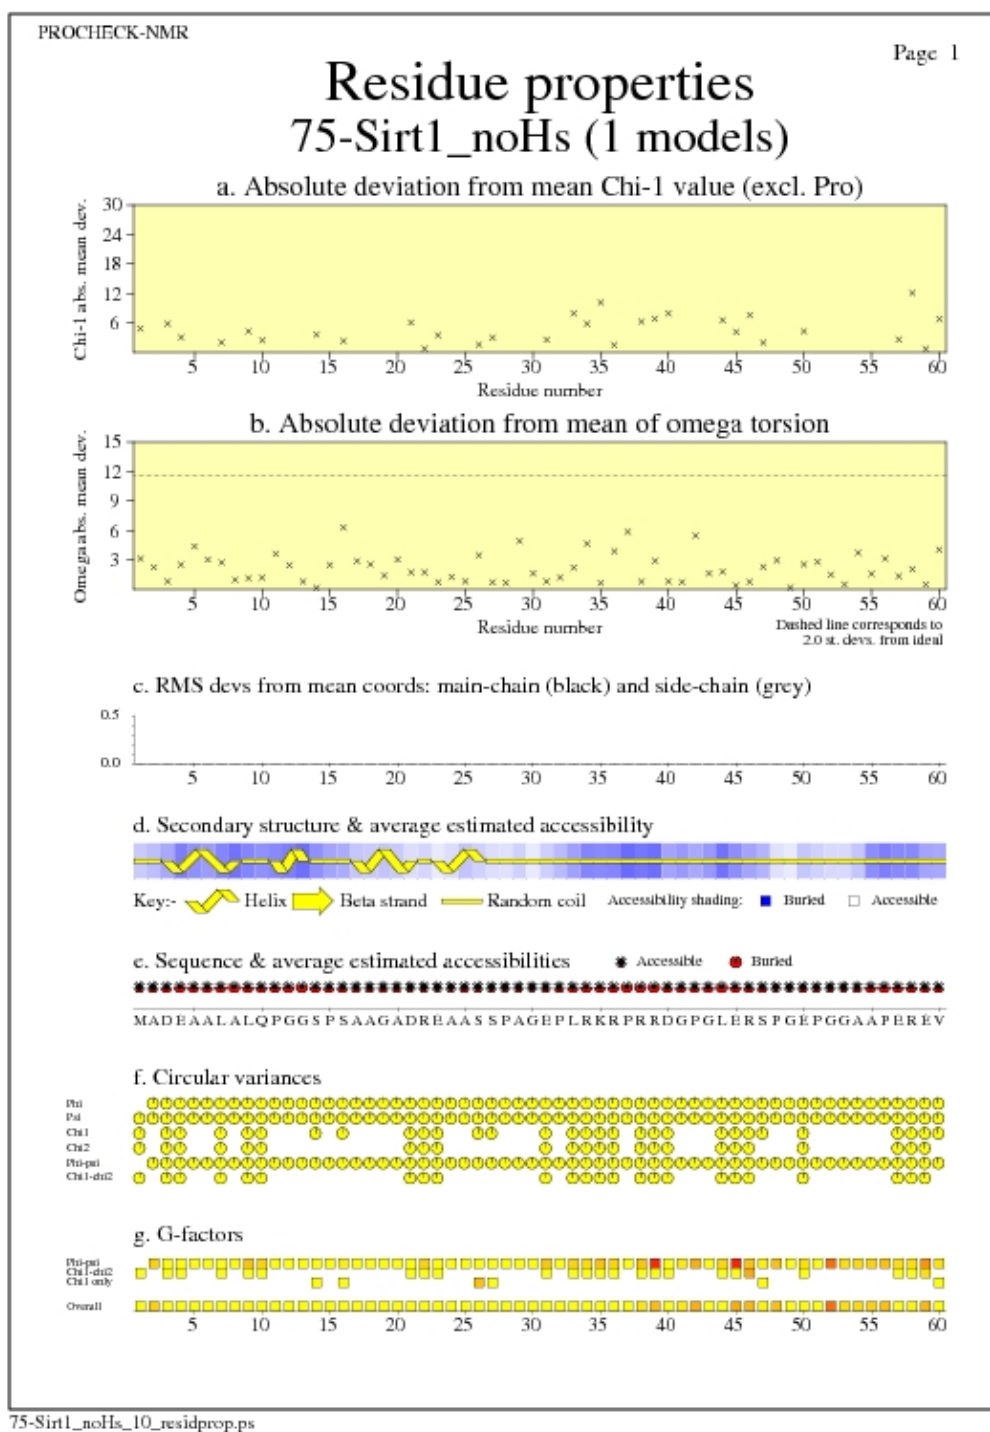 PROCHECK-NMR
Page 1
Residue properties
75-Sirt1_noHs (1 models)
a. Absolute deviation from mean Chi-1 value (excl. Pro)
Chi-1 abs. mean dev.
30
24
18
12
6
5 10 15 20 25 30 35 40 45 50 55 60
Residue number
b. Absolute deviation from mean of omega torsion
Omega abs. mean dev.
15
12
9
6
3
5 10 15 20 25 30 35 40 45 50 55 60
Residue number
Dashed line corresponds to
2.0 st. devs. from ideal
c. RMS devs from mean coords: main-chain (black) and side-chain (grey)
0.5
0.0
5 10 15 20 25 30 35 40 45 50 55 60
d. Secondary structure & average estimated accessibility
Key:- Helix Beta strand Random coil Accessibility shading: Buried Accessible
e. Sequence & average estimated accessibilities Accessible Buried
MADEAALALQPGGSPSAAGADREAASSPAGEPLRKRPRRDGPGLERSPGEPGGAAPEREV
f. Circular variances
Phi
Psi
Chi1
Chi2
Phi-psi
Chi1-chi2
g. G-factors
Phi-psi
Chi1-chi2
Chi1 only
Overall
5 10 15 20 25 30 35 40 45 50 55 60
75-Sirt1_noHs_10_residprop.ps